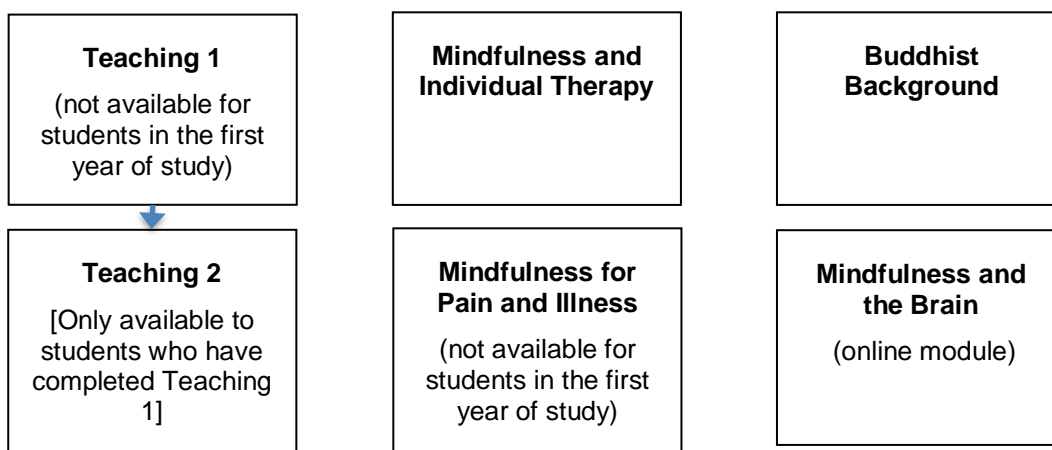 Teaching 1
(not available for
students in the first
year of study)
Mindfulness and
Individual Therapy
Buddhist
Background
Teaching 2
[Only available to
students who have
completed Teaching
1]
Mindfulness for
Pain and Illness
(not available for
students in the first
year of study)
Mindfulness and
the Brain
(online module)